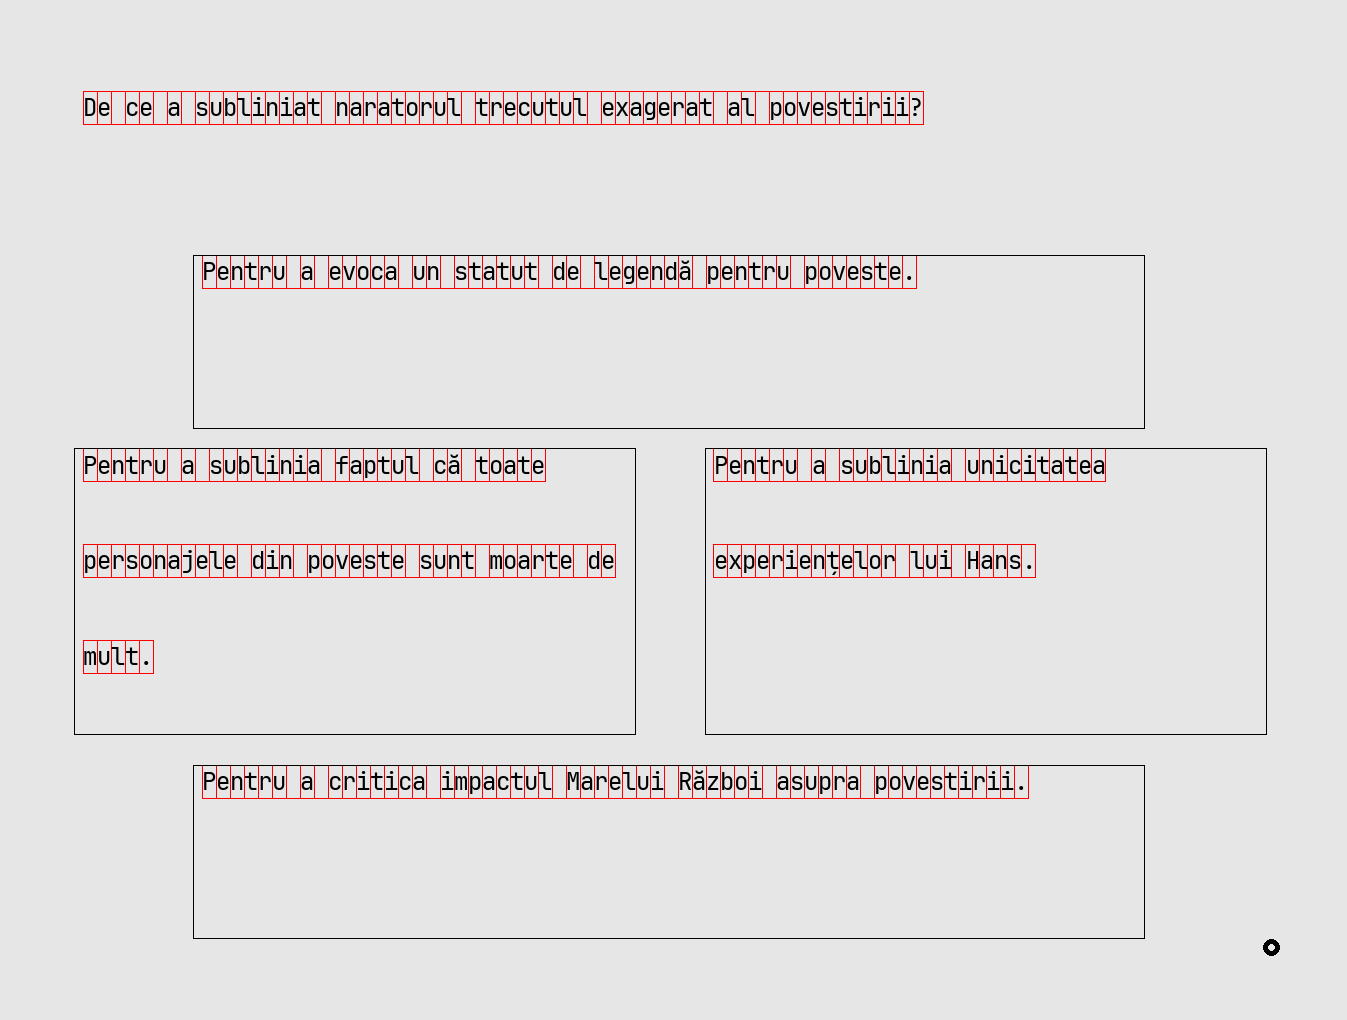 De ce a subliniat naratorul trecutul exagerat al povestirii?
Pentru a evoca un statut de legendă pentru poveste.
Pentru a sublinia faptul că toate
personajele din poveste sunt moarte de
mult.
Pentru a sublinia unicitatea
experiențelor lui Hans.
Pentru a critica impactul Marelui Război asupra povestirii.